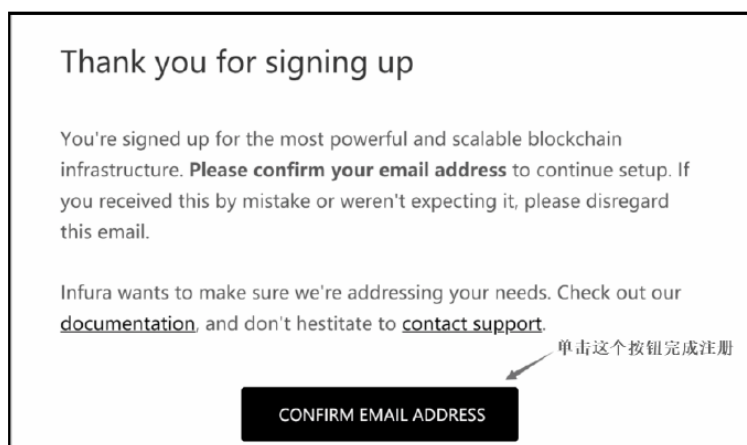 Thank you for signing up
You're signed up for the most powerful and scalable blockchain
infrastructure. Please confirm your email address to continue setup. If
you received this by mistake or weren't expecting it, please disregard
this email.
Infura wants to make sure we're addressing your needs. Check out our
documentation, and don't hestitate to contact support.
单击这个按钮完成注册
CONFIRM EMAIL ADDRESS